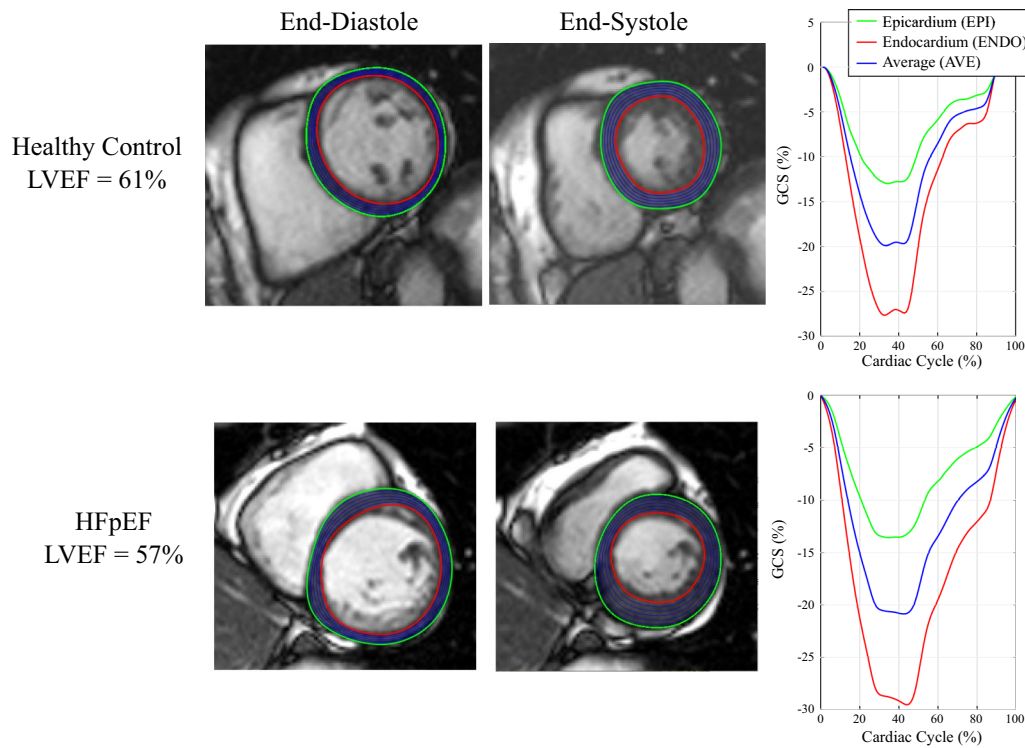 End-Diastole
End-Systole
Healthy Control
LVEF = 61%
Epicardium (EPI)
Endocardium (ENDO)
Average (AVE)
GCS (%)
5
0
-5
-10
-15
-20
-25
-30
0 20 40 60 80 100
Cardiac Cycle (%)
HFpEF
LVEF = 57%
GCS (%)
0
-5
-10
-15
-20
-25
-30
0 20 40 60 80 100
Cardiac Cycle (%)